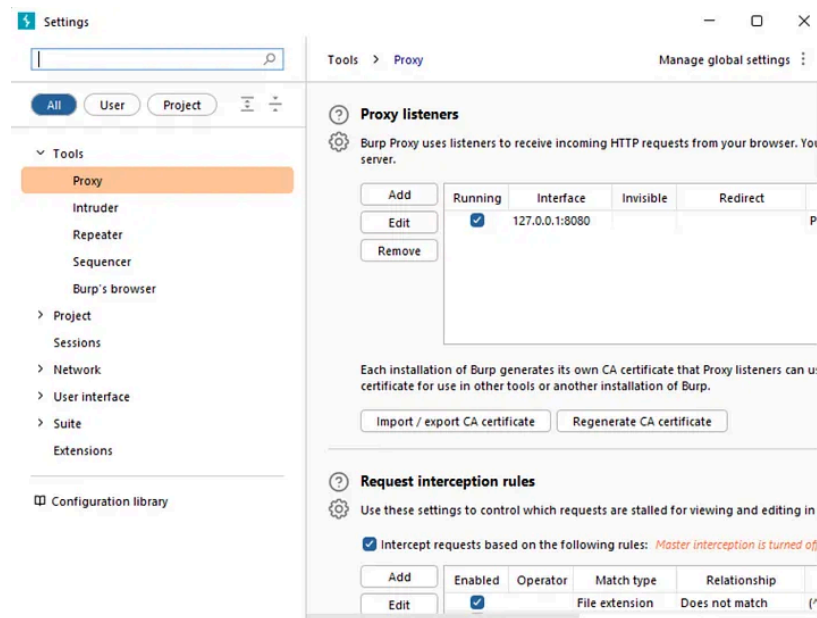 Settings
Tools > Proxy
Manage global settings
All
User
Project
Tools
Proxy
Intruder
Repeater
Sequencer
Burp's browser
Project
Sessions
Network
User interface
Suite
Extensions
Configuration library
Proxy listeners
Burp Proxy uses listeners to receive incoming HTTP requests from your browser. You
server.
Add
Edit
Remove
Running Interface Invisible Redirect
127.0.0.1:8080
Each installation of Burp generates its own CA certificate that Proxy listeners can
certificate for use in other tools or another installation of Burp.
Import / export CA certificate
Regenerate CA certificate
Request interception rules
Use these settings to control which requests are stalled for viewing and editing in
Intercept requests based on the following rules: Master interception is turned off
Add
Edit
Enabled Operator Match type Relationship
File extension Does not match (^